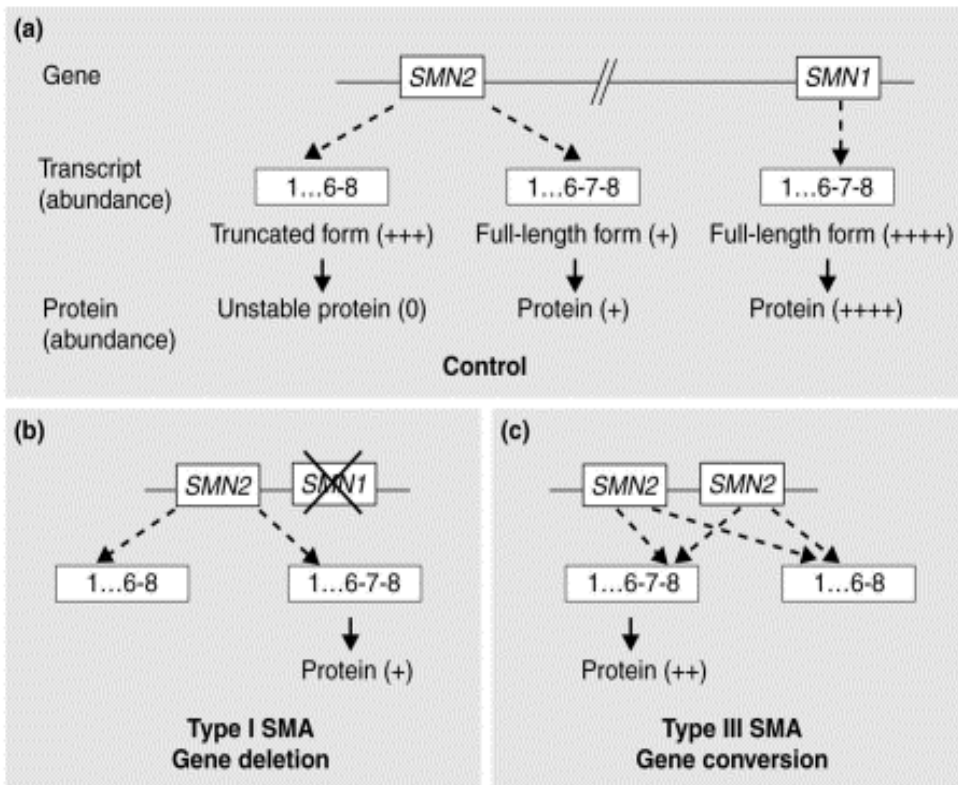 (a)
Gene
SMN2
SMN1
Transcript
(abundance)
1...6-8
1...6-7-8
1...6-7-8
Truncated form (+++)
Full-length form (+)
Full-length form (++++)
Protein
(abundance)
Unstable protein (0)
Protein (+)
Protein (++++)
Control
(b)
SMN2
SMN1
1...6-8
1...6-7-8
Protein (+)
Type I SMA
Gene deletion
(c)
SMN2
SMN2
1...6-7-8
1...6-8
Protein (++)
Type III SMA
Gene conversion